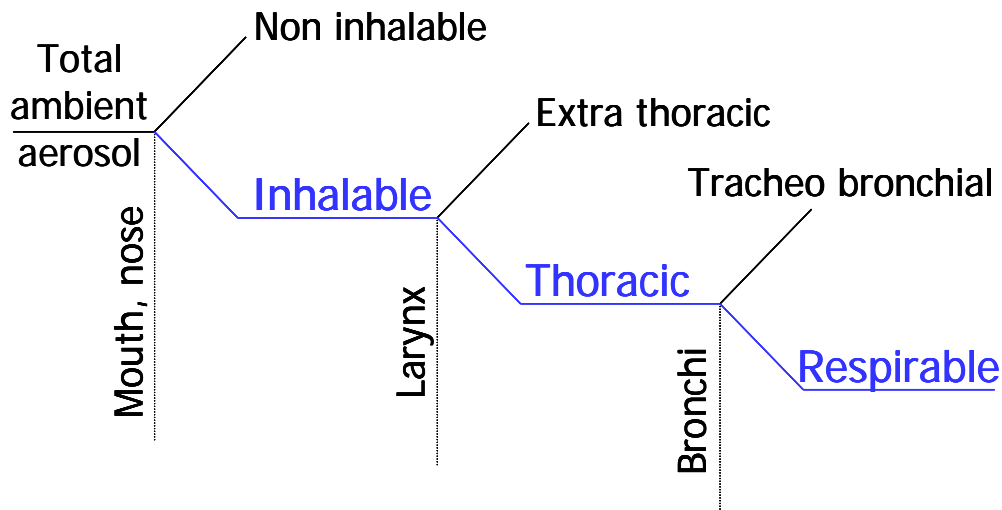 Non inhalable
Total
ambient
aerosol
Extra thoracic
Tracheo bronchial
Inhalable
Thoracic
Respirable
Mouth, nose
Larynx
Bronchi